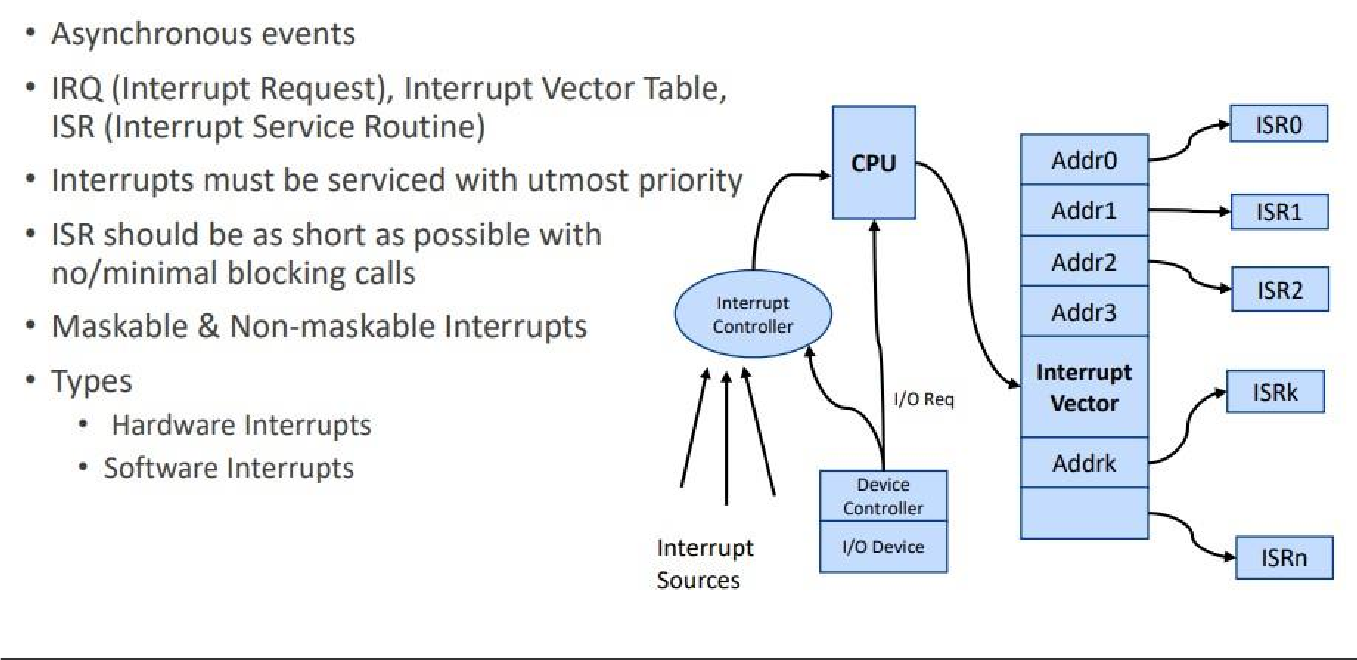 • Asynchronous events
• IRQ (Interrupt Request), Interrupt Vector Table,
ISR (Interrupt Service Routine)
• Interrupts must be serviced with utmost priority
• ISR should be as short as possible with
no/minimal blocking calls
• Maskable & Non-maskable Interrupts
• Types
• Hardware Interrupts
• Software Interrupts
CPU
Interrupt
Controller
Interrupt
Sources
I/O Req
Device
Controller
I/O Device
Addr0
Addr1
Addr2
Addr3
Interrupt
Vector
Addrk
ISR0
ISR1
ISR2
ISRk
ISRn